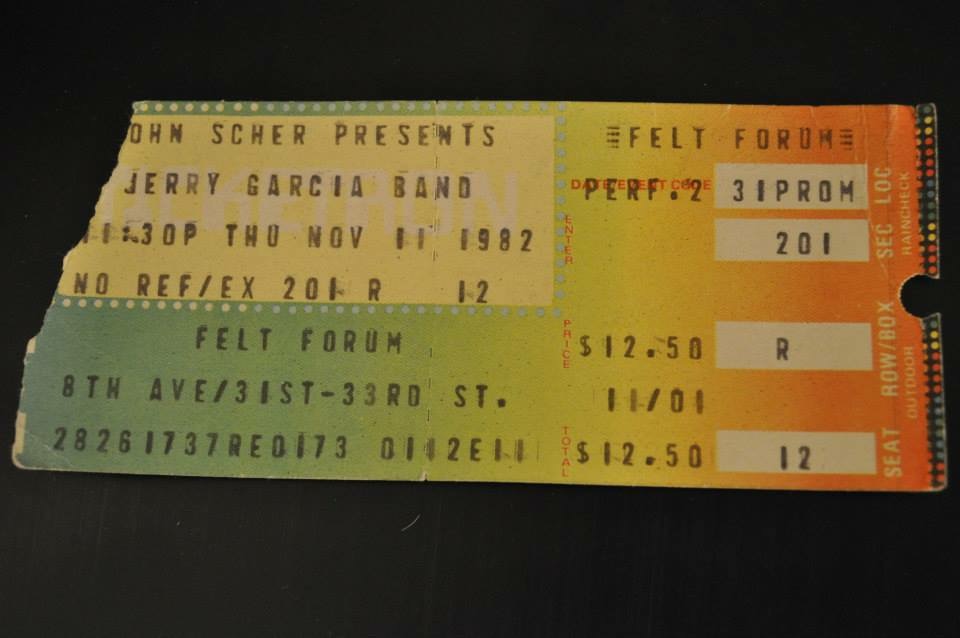 OHN SCHER PRESENTS
JERRY GARCIA BAND
11:30P THU NOV 11 1982
NO REF/EX 201 R 12
FELT FORUM
8TH AVE/31ST-33RD ST.
28261737RE0173 0112E111
FELT FORUM
DATE/EVENT CODE
PERF.2 31PROM
ENTER
201
PRICE
$12.50 R
11/01
TOTAL
$12.50 12
SEAT ROW/BOX SEC LOC
OUTDOOR RAINCHECK